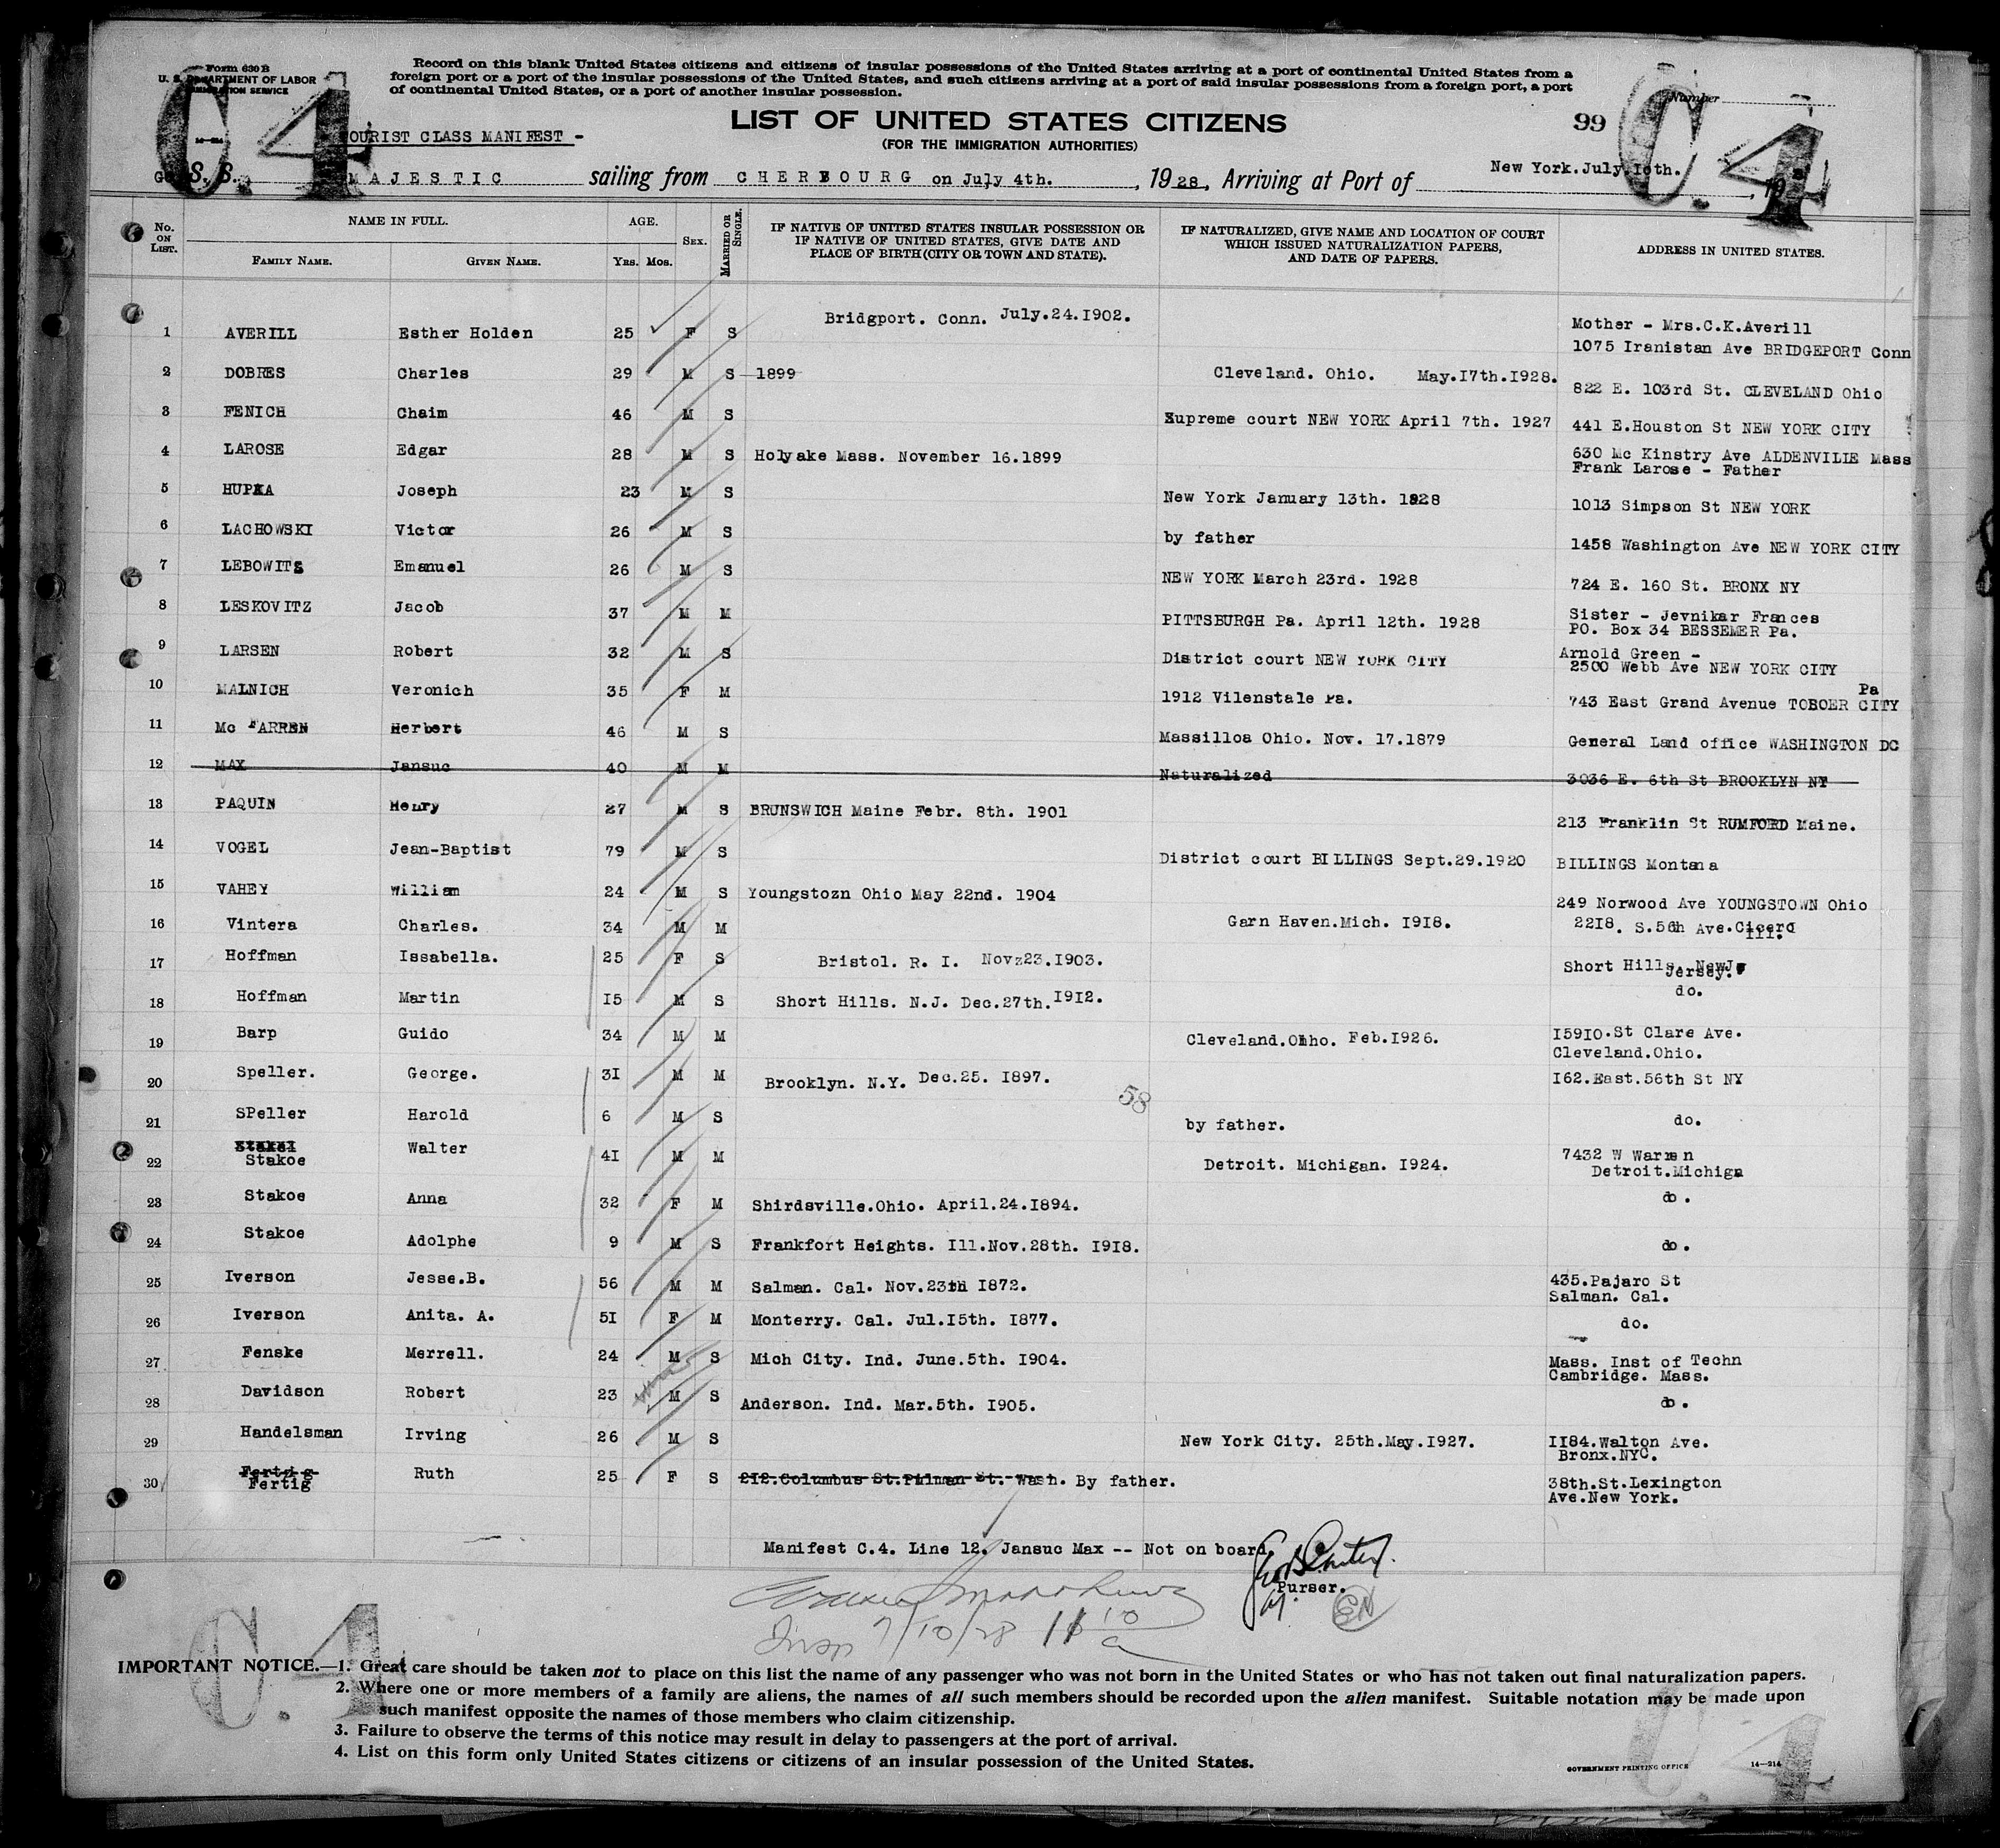 Form 630 B
U. S. DEPARTMENT OF LABOR
IMMIGRATION SERVICE
Record on this blank United States citizens and citizens of insular possessions of the United States arriving at a port of continental United States from a
foreign port or a port of the insular possessions of the United States, and such citizens arriving at a port of said insular possessions from a foreign port, a port
of continental United States, or a port of another insular possession.
Number
C.4
14—214
TOURIST CLASS MANIFEST -
LIST OF UNITED STATES CITIZENS
99
C.4
(FOR THE IMMIGRATION AUTHORITIES)
S. S. MAJESTIC sailing from CHERBOURG on July 4th. , 1928, Arriving at Port of New York. July 10th. 19
No. ON LIST. NAME IN FULL. AGE. SEX. MARRIED OR SINGLE. IF NATIVE OF UNITED STATES INSULAR POSSESSION OR IF NATIVE OF UNITED STATES, GIVE DATE AND PLACE OF BIRTH (CITY OR TOWN AND STATE). IF NATURALIZED, GIVE NAME AND LOCATION OF COURT WHICH ISSUED NATURALIZATION PAPERS, AND DATE OF PAPERS. ADDRESS IN UNITED STATES.
FAMILY NAME. GIVEN NAME. YRS. MOS.
1 AVERILL Esther Holden 25 F S Bridgport. Conn. July.24.1902. Mother - Mrs.C.K.Averill
1075 Iranistan Ave BRIDGEPORT Conn
2 DOBRES Charles 29 M S 1899 Cleveland. Ohio. May.17th.1928. 822 E. 103rd St. CLEVELAND Ohio
3 FENICH Chaim 46 M S Supreme court NEW YORK April 7th. 1927 441 E.Houston St NEW YORK CITY
4 LAROSE Edgar 28 M S Holyake Mass. November 16.1899 630 Mc Kinstry Ave ALDENVILIE Mass
Frank Larose - Father
5 HUPKA Joseph 23 M S New York January 13th. 1928 1013 Simpson St NEW YORK
6 LACHOWSKI Victor 26 M S by father 1458 Washington Ave NEW YORK CITY
7 LEBOWITS Emanuel 26 M S NEW YORK March 23rd. 1928 724 E. 160 St. BRONX NY
8 LESKOVITZ Jacob 37 M M PITTSBURGH Pa. April 12th. 1928 Sister - Jevnikar Frances
PO. Box 34 BESSEMER Pa.
9 LARSEN Robert 32 M S District court NEW YORK CITY Arnold Green -
2500 Webb Ave NEW YORK CITY
10 MALNICH Veronich 35 F M 1912 Vilenstale Pa. 743 East Grand Avenue TOBOER CITY Pa
11 Mc FARREN Herbert 46 M S Massilloa Ohio. Nov. 17.1879 General Land office WASHINGTON DC
12 MAX Jansuc 40 M M Naturalized 3036 E. 6th St BROOKLYN NY
13 PAQUIN Henry 27 M S BRUNSWICH Maine Febr. 8th. 1901 213 Franklin St RUMFORD Maine.
14 VOGEL Jean-Baptist 79 M S District court BILLINGS Sept.29.1920 BILLINGS Montana
15 VAHEY William 24 M S Youngstozn Ohio May 22nd. 1904 249 Norwood Ave YOUNGSTOWN Ohio
16 Vintera Charles. 34 M M Garn Haven.Mich. 1918. 2218. S.56h Ave.Cicero
Ill.
17 Hoffman Issabella. 25 F S Bristol. R. I. Nov.23.1903. Short Hills. New
Jersey.
18 Hoffman Martin 15 M S Short Hills. N.J. Dec.27th.1912. do.
19 Barp Guido 34 M M Cleveland.Ohho. Feb.1926. 15910.St Clare Ave.
Cleveland.Ohio.
20 Speller. George. 31 M M Brooklyn. N.Y. Dec.25. 1897. 162.East.56th St NY
58
21 SPeller Harold 6 M S by father. do.
22 Stakel
Stakoe Walter 41 M M Detroit. Michigan. 1924. 7432 W Warren
Detroit.Michiga
23 Stakoe Anna 32 F M Shirdsville.Ohio. April.24.1894. do.
24 Stakoe Adolphe 9 M S Frankfort Heights. Ill.Nov.28th. 1918. do.
25 Iverson Jesse.B. 56 M M Salman. Cal. Nov.23th 1872. 435.Pajaro St
Salman. Cal.
26 Iverson Anita. A. 51 F M Monterry. Cal. Jul.15th. 1877. do.
27 Fenske Merrell. 24 M S Mich City. Ind. June.5th. 1904. Mass. Inst of Techn
Cambridge. Mass.
28 Davidson Robert 23 M S Anderson. Ind. Mar.5th. 1905. do.
29 Handelsman Irving 26 M S New York City. 25th.May.1927. 1184.Walton Ave.
Bronx.NYC.
30 Fertrig
Fertig Ruth 25 F S 212.Columbus St.Pulman St. Wash. By father. 38th.St.Lexington
Ave.New York.
Manifest C.4. Line 12. Jansuc Max -- Not on board
Purser.
EN
Insp 7/10/28 11 10 a
C.4
IMPORTANT NOTICE.—1. Great care should be taken not to place on this list the name of any passenger who was not born in the United States or who has not taken out final naturalization papers.
2. Where one or more members of a family are aliens, the names of all such members should be recorded upon the alien manifest. Suitable notation may be made upon
such manifest opposite the names of those members who claim citizenship.
3. Failure to observe the terms of this notice may result in delay to passengers at the port of arrival.
4. List on this form only United States citizens or citizens of an insular possession of the United States.
C.4
GOVERNMENT PRINTING OFFICE 14—214